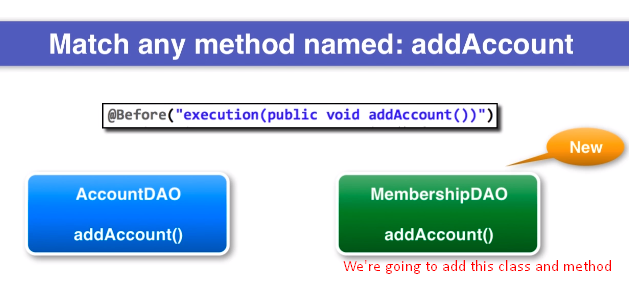 Match any method named: addAccount
@Before("execution(public void addAccount())")
New
AccountDAO
addAccount()
MembershipDAO
addAccount()
We're going to add this class and method